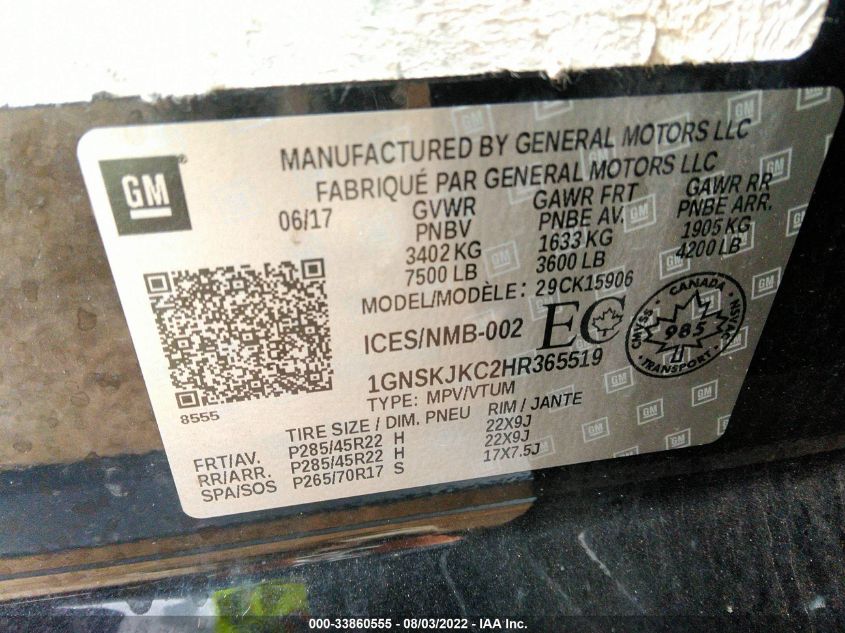 MANUFACTURED BY GENERAL MOTORS LLC
FABRIQUÉ PAR GENERAL MOTORS LLC
GM ®
06/17 GVWR GAWR FRT GAWR RR
PNBV PNBE AV. PNBE ARR.
3402 KG 1633 KG 1905 KG
7500 LB 3600 LB 4200 LB
MODEL/MODÈLE: 29CK15906
ICES/NMB-002 EC
CANADA
985
CMVSS NSVAC
1GNSKJKC2HR365519
TYPE: MPV/VTUM
8555
TIRE SIZE / DIM. PNEU RIM / JANTE
FRT/AV. P285/45R22 H 22X9J
RR/ARR. P285/45R22 H 22X9J
SPA/SOS P265/70R17 S 17X7.5J
000-33860555 - 08/03/2022 - IAA Inc.